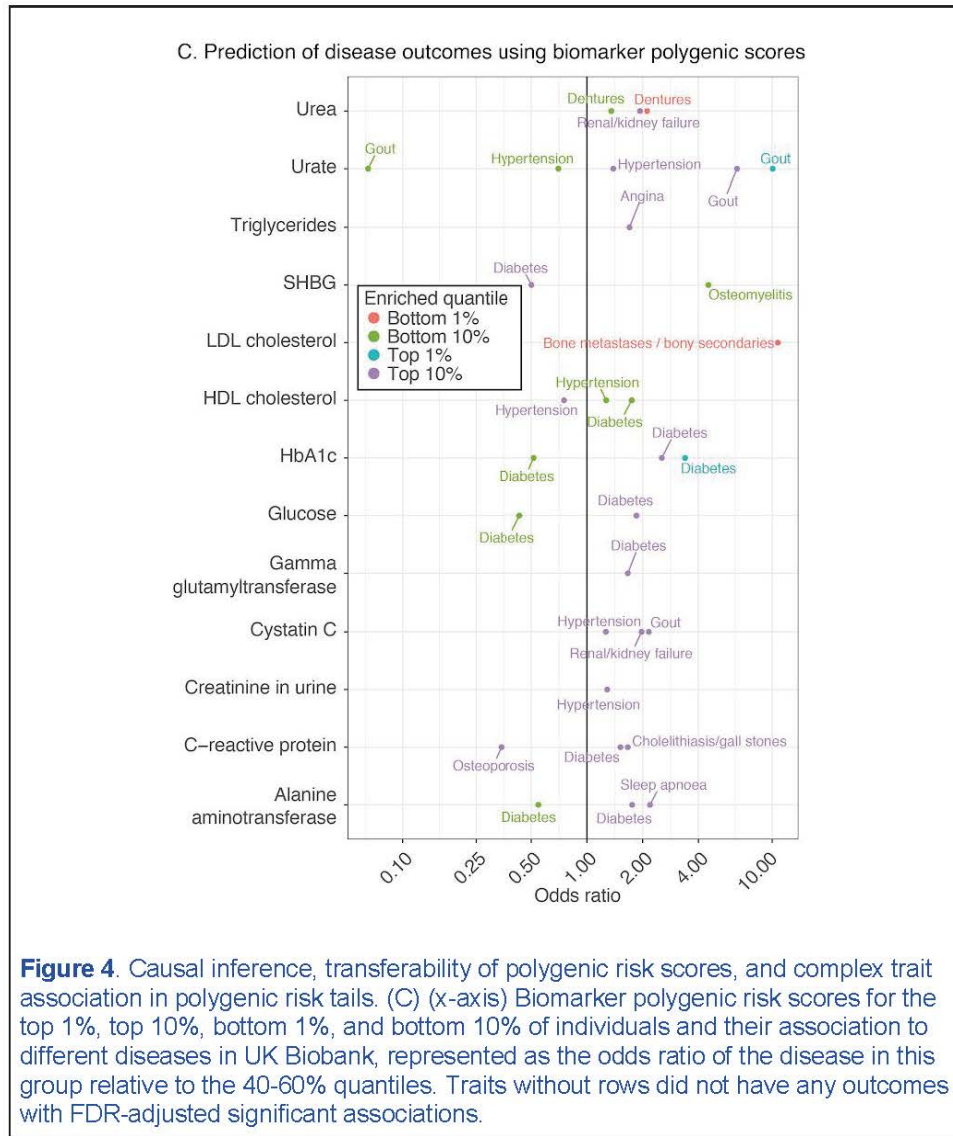 C. Prediction of disease outcomes using biomarker polygenic scores
Urea
Dentures
Dentures
Renal/kidney failure
Urate
Gout
Hypertension
Hypertension
Gout
Gout
Triglycerides
Angina
SHBG
Diabetes
Osteomyelitis
Enriched quantile
Bottom 1%
Bottom 10%
Top 1%
Top 10%
LDL cholesterol
Bone metastases / bony secondaries
HDL cholesterol
Hypertension
Hypertension
Diabetes
HbA1c
Diabetes
Diabetes
Diabetes
Glucose
Diabetes
Diabetes
Gamma
glutamyltransferase
Diabetes
Cystatin C
Hypertension
Gout
Renal/kidney failure
Creatinine in urine
Hypertension
C−reactive protein
Osteoporosis
Diabetes
Cholelithiasis/gall stones
Alanine
aminotransferase
Diabetes
Sleep apnoea
Diabetes
0.10
0.25
0.50
1.00
2.00
4.00
10.00
Odds ratio
Figure 4. Causal inference, transferability of polygenic risk scores, and complex trait
association in polygenic risk tails. (C) (x-axis) Biomarker polygenic risk scores for the
top 1%, top 10%, bottom 1%, and bottom 10% of individuals and their association to
different diseases in UK Biobank, represented as the odds ratio of the disease in this
group relative to the 40-60% quantiles. Traits without rows did not have any outcomes
with FDR-adjusted significant associations.